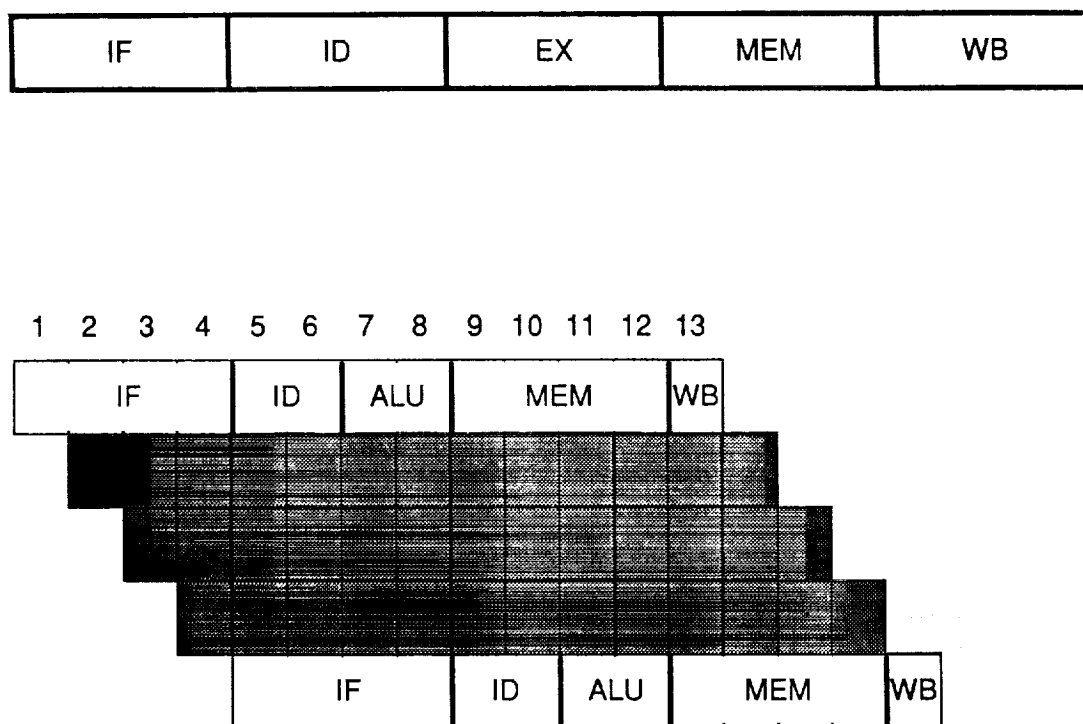 IF ID EX MEM WB
1 2 3 4 5 6 7 8 9 10 11 12 13
IF ID ALU MEM WB
IF ID ALU MEM WB